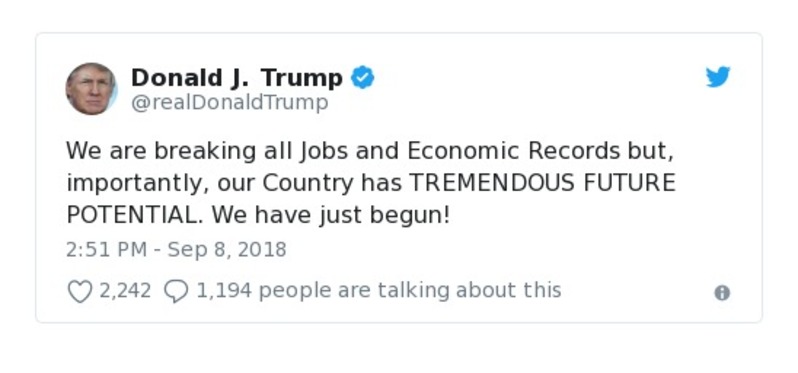 Donald J. Trump
@realDonaldTrump
We are breaking all Jobs and Economic Records but,
importantly, our Country has TREMENDOUS FUTURE
POTENTIAL. We have just begun!
2:51 PM - Sep 8, 2018
2,242 1,194 people are talking about this